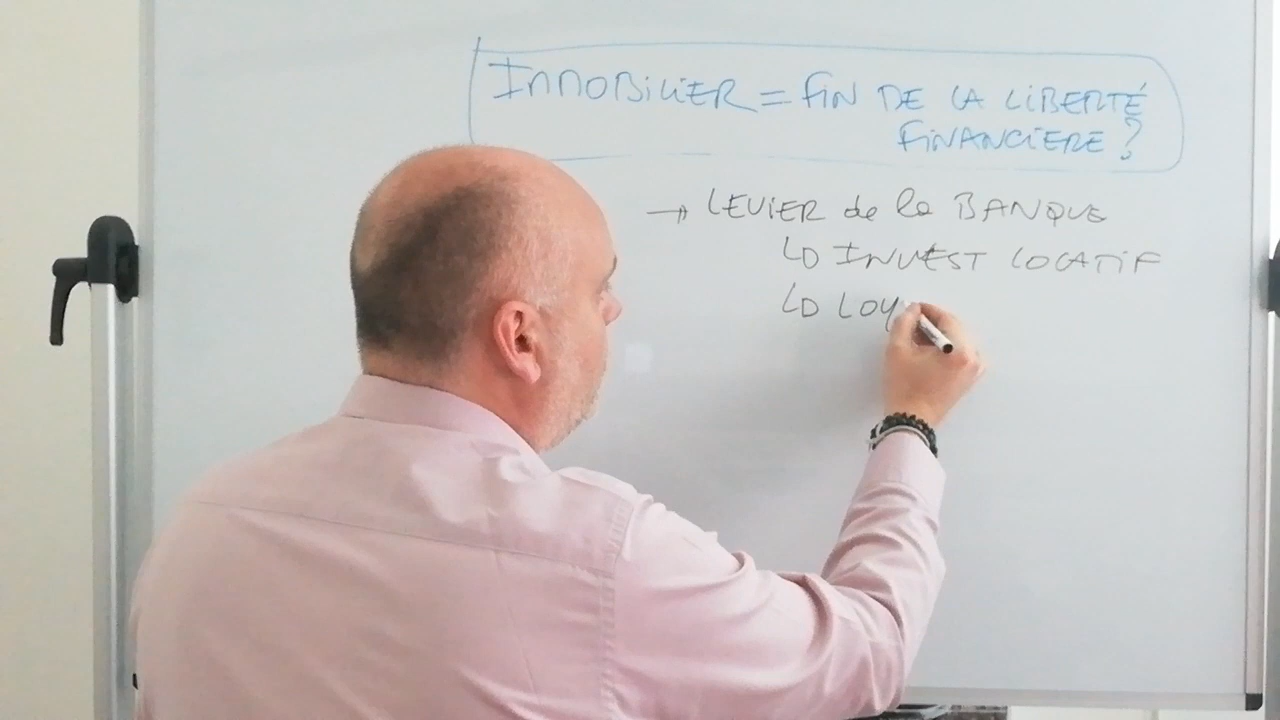 IMMOBILIER = FIN DE LA LIBERTÉ
FINANCIERE ?
→ LEVIER de la BANQUE
↳ INVEST LOCATIF
↳ LOY